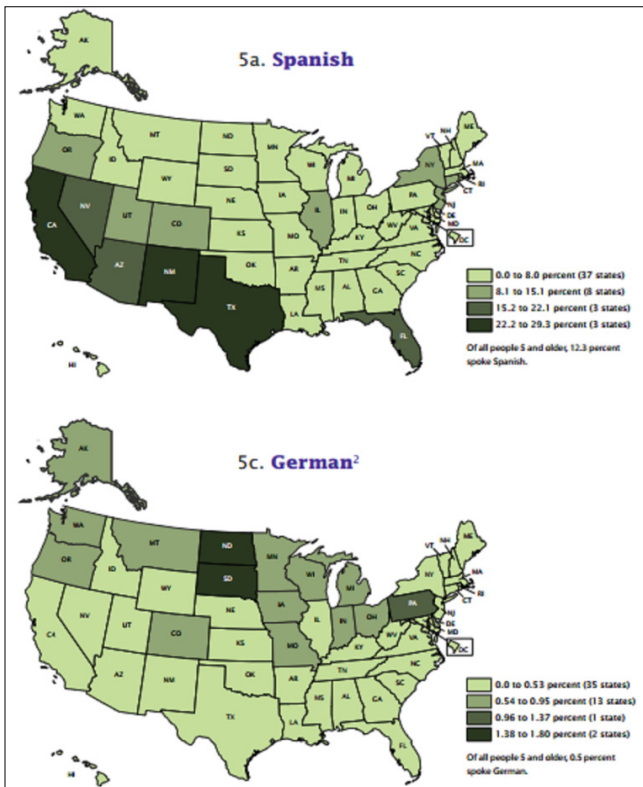 5a. Spanish
AK
WA
MT
ND
MN
VT
NH
ME
OR
ID
SD
WI
MI
NY
MA
RI
CT
WY
IA
PA
NJ
NE
IL
IN
OH
DE
MD
NV
UT
CO
KS
MO
WV
VA
DC
CA
KY
NC
TN
AZ
NM
OK
AR
SC
MS
AL
GA
TX
LA
FL
HI
0.0 to 8.0 percent (37 states)
8.1 to 15.1 percent (8 states)
15.2 to 22.1 percent (3 states)
22.2 to 29.3 percent (3 states)
Of all people 5 and older, 12.3 percent
spoke Spanish.
5c. German²
AK
WA
MT
ND
MN
VT
NH
ME
OR
ID
SD
WI
MI
NY
MA
RI
CT
WY
IA
PA
NJ
NE
IL
IN
OH
DE
MD
NV
UT
CO
KS
MO
WV
VA
DC
CA
KY
NC
TN
AZ
NM
OK
AR
SC
MS
AL
GA
TX
LA
FL
HI
0.0 to 0.53 percent (35 states)
0.54 to 0.95 percent (13 states)
0.96 to 1.37 percent (1 state)
1.38 to 1.80 percent (2 states)
Of all people 5 and older, 0.5 percent
spoke German.